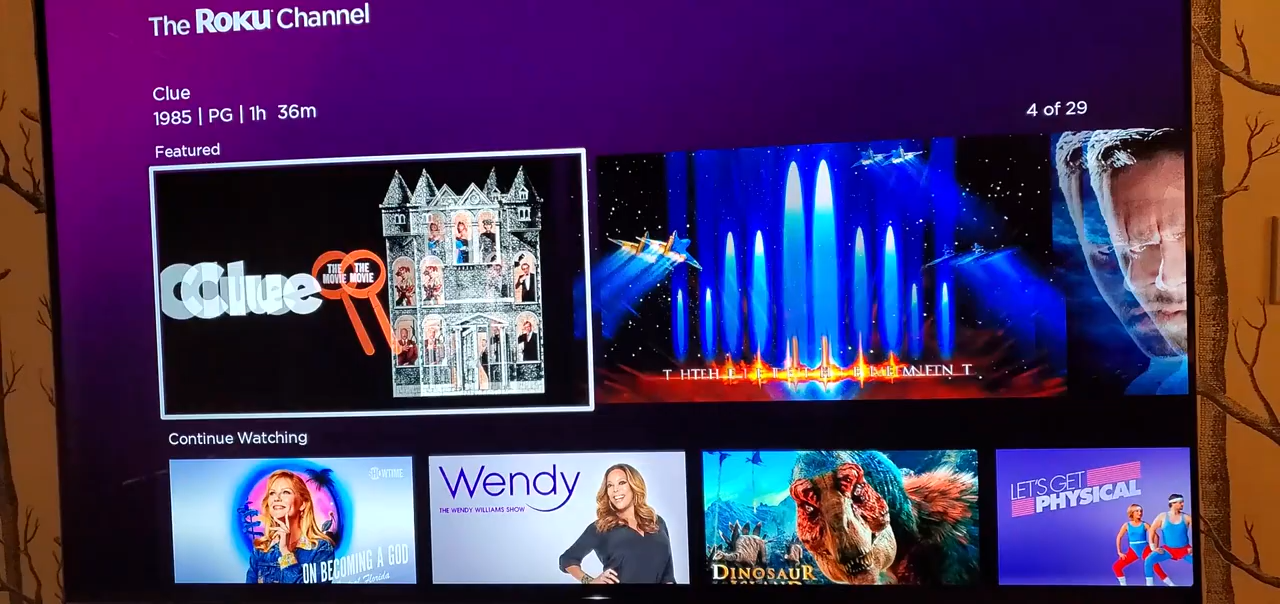 The Roku Channel
Clue
1985 | PG | 1h 36m
4 of 29
Featured
Clue
THE MOVIE THE MOVIE
Continue Watching
SHOWTIME
ON BECOMING A GOD
Florida
Wendy
THE WENDY WILLIAMS SHOW
DINOSAUR
LET'S GET
PHYSICAL